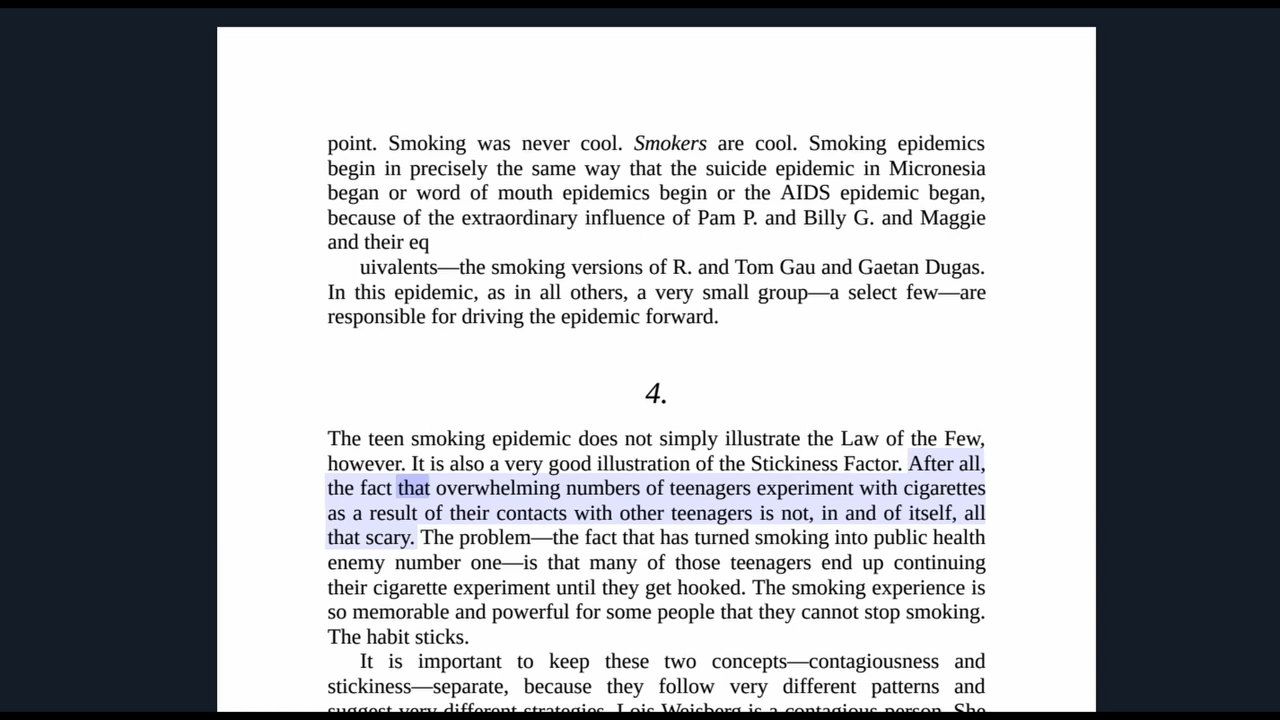 point. Smoking was never cool. Smokers are cool. Smoking epidemics
begin in precisely the same way that the suicide epidemic in Micronesia
began or word of mouth epidemics begin or the AIDS epidemic began,
because of the extraordinary influence of Pam P. and Billy G. and Maggie
and their eq
uivalents—the smoking versions of R. and Tom Gau and Gaetan Dugas.
In this epidemic, as in all others, a very small group—a select few—are
responsible for driving the epidemic forward.
4.
The teen smoking epidemic does not simply illustrate the Law of the Few,
however. It is also a very good illustration of the Stickiness Factor. After all,
the fact that overwhelming numbers of teenagers experiment with cigarettes
as a result of their contacts with other teenagers is not, in and of itself, all
that scary. The problem—the fact that has turned smoking into public health
enemy number one—is that many of those teenagers end up continuing
their cigarette experiment until they get hooked. The smoking experience is
so memorable and powerful for some people that they cannot stop smoking.
The habit sticks.
It is important to keep these two concepts—contagiousness and
stickiness—separate, because they follow very different patterns and
suggest very different strategies. Lois Weisberg is a contagious person. She